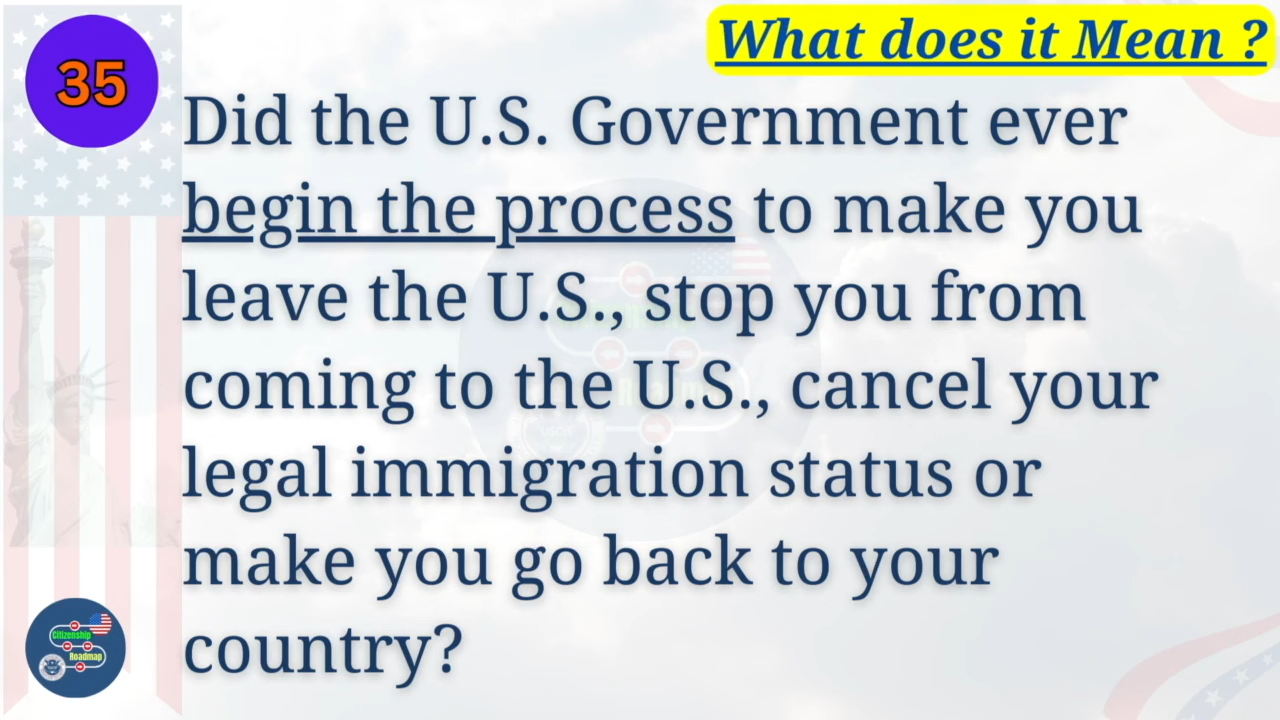 What does it Mean ?
35
Did the U.S. Government ever
begin the process to make you
leave the U.S., stop you from
coming to the U.S., cancel your
legal immigration status or
make you go back to your
country?
Citizenship
Roadmap